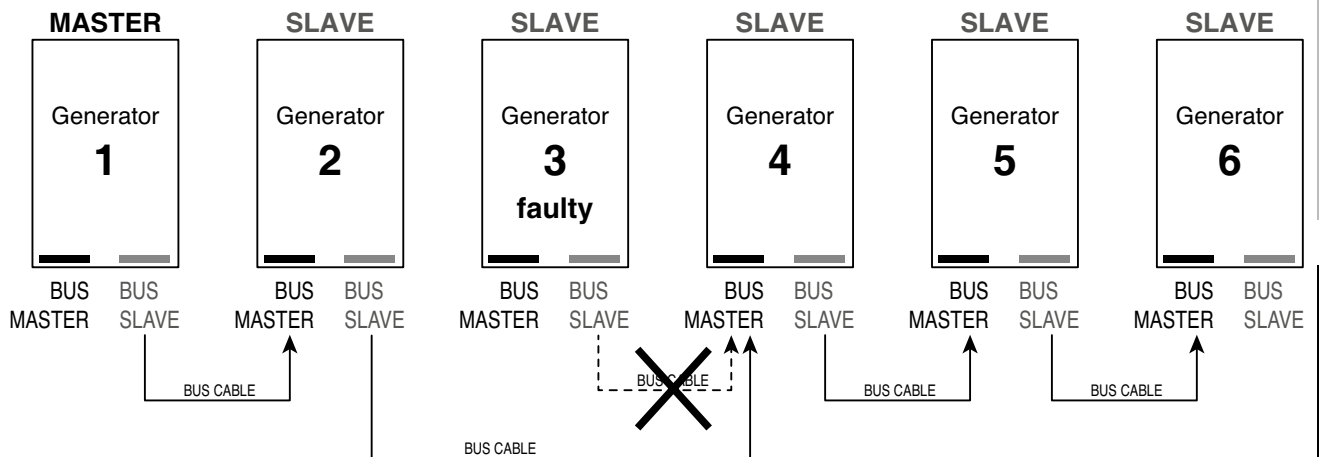 MASTER SLAVE SLAVE SLAVE SLAVE SLAVE
Generator Generator Generator Generator Generator Generator
1 2 3 4 5 6
faulty
BUS BUS BUS BUS BUS BUS BUS BUS BUS BUS BUS BUS
MASTER SLAVE MASTER SLAVE MASTER SLAVE MASTER SLAVE MASTER SLAVE MASTER SLAVE
BUS CABLE BUS CABLE BUS CABLE BUS CABLE
BUS CABLE